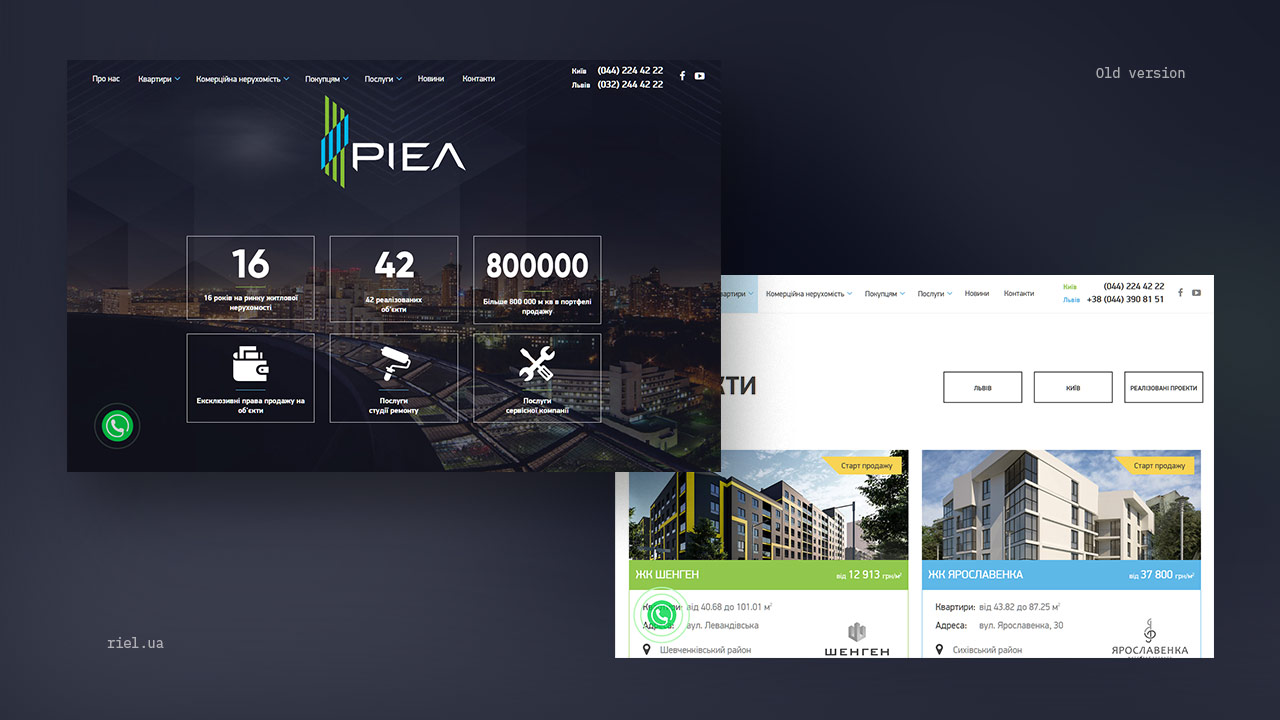 Old version
Про нас Квартири Комерційна нерухомість Покупцям Послуги Новини Контакти
Київ (044) 224 42 22
Львів (032) 244 42 22
РІЕЛ
16
16 років на ринку житлової
нерухомості
42
42 реалізованих
об'єкти
800000
Більше 800 000 м кв в портфелі
продажу
Ексклюзивні права продажу на
об'єкти
Послуги
студії ремонту
Послуги
сервісної компанії
Комерційна нерухомість Покупцям Послуги Новини Контакти
Київ (044) 224 42 22
Львів +38 (044) 390 81 51
ЛЬВІВ
КИЇВ
РЕАЛІЗОВАНІ ПРОЕКТИ
Старт продажу
ЖК ШЕНГЕН від 12 913 грн/м²
від 40.68 до 101.01 м²
вул. Левандівська
Шевченківський район
ШЕНГЕН
Старт продажу
ЖК ЯРОСЛАВЕНКА від 37 800 грн/м²
Квартири: від 43.82 до 87.25 м²
Адреса: вул. Ярославенка, 30
Сихівський район
ЯРОСЛАВЕНКА
riel.ua